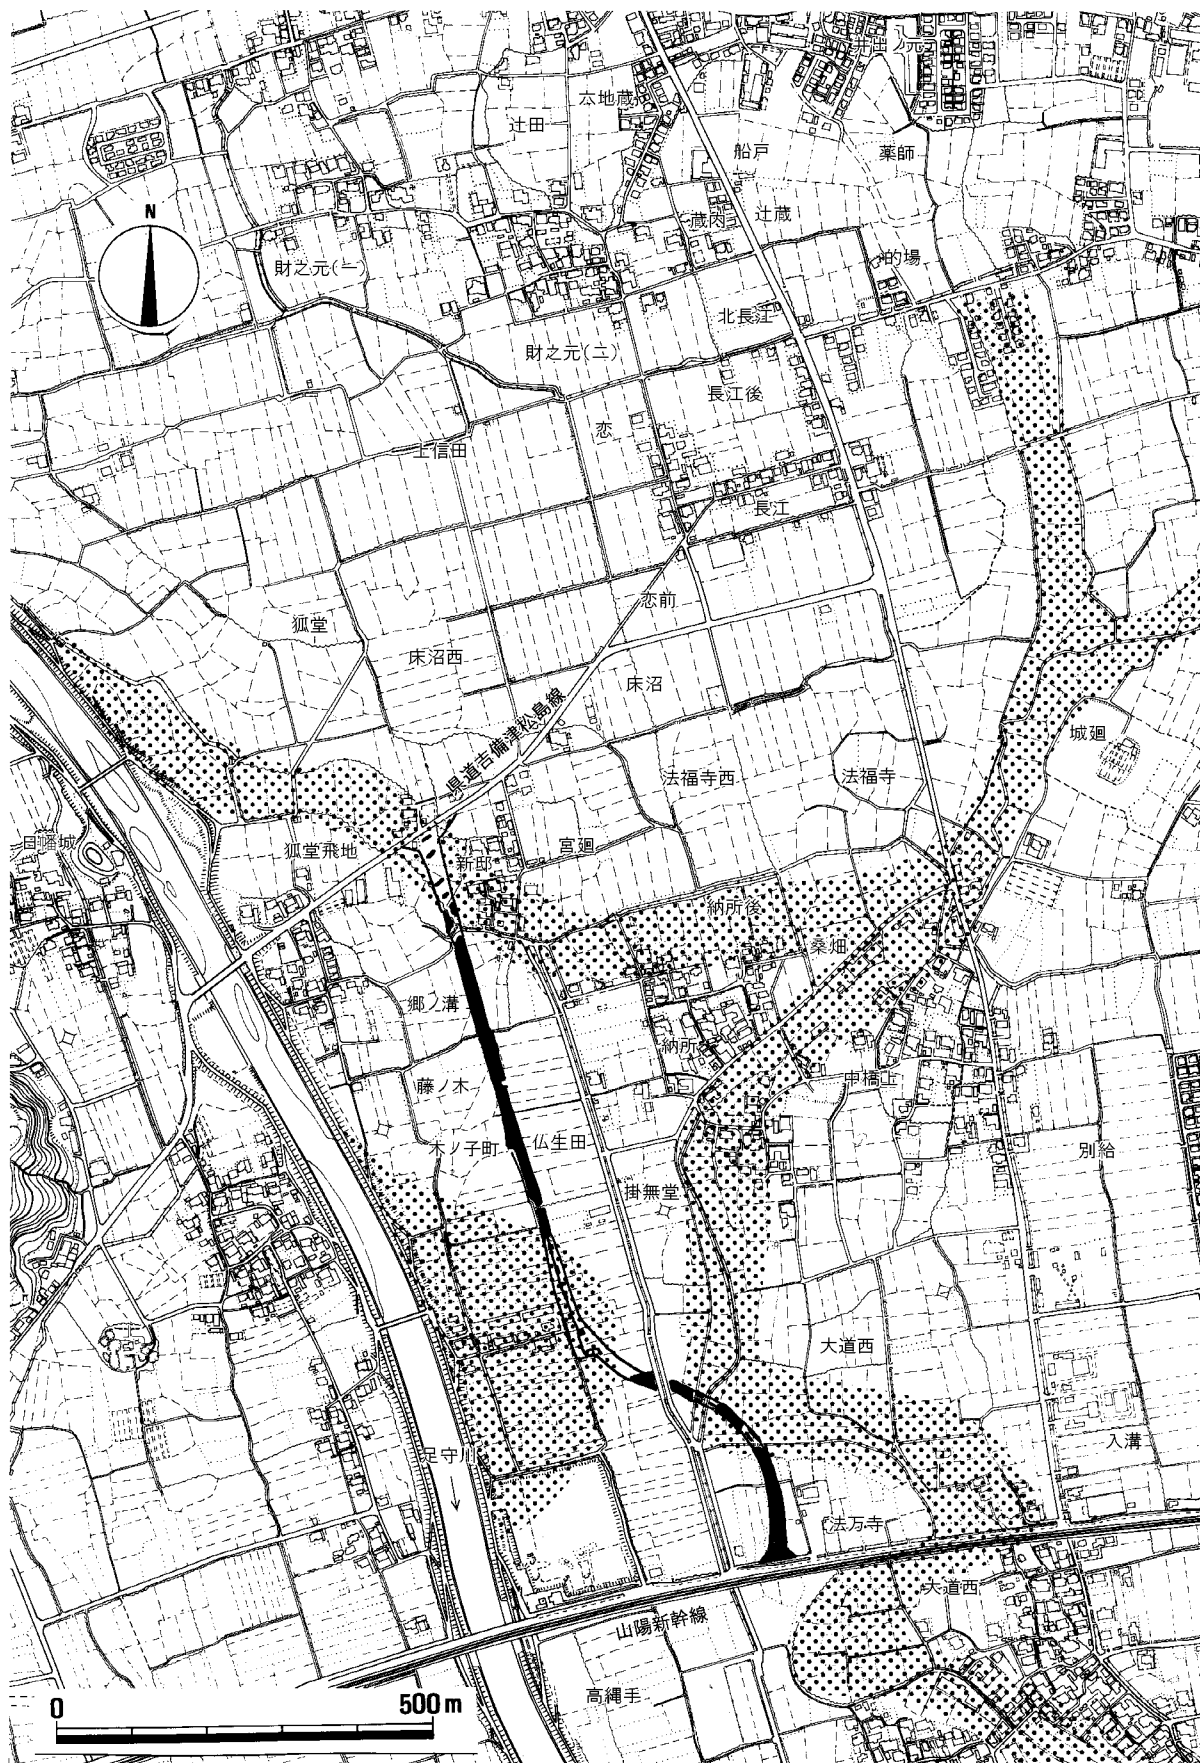 井出ノ元
六地蔵
辻田
船戸
薬師
N
蔵内
辻蔵
的場
財之元(一)
北長江
財之元(二)
長江後
恋
上信田
長江
恋前
狐堂
床沼西
床沼
県道吉備津松島線
城廻
法福寺西
法福寺
日幡城
狐堂飛地
新邸
宮廻
納所後
桑畑
郷ノ溝
納所
藤ノ木
中橋上
木ノ子町
仏生田
別給
掛無堂
大道西
入溝
足守川
法万寺
大道西
山陽新幹線
高縄手
0
500m